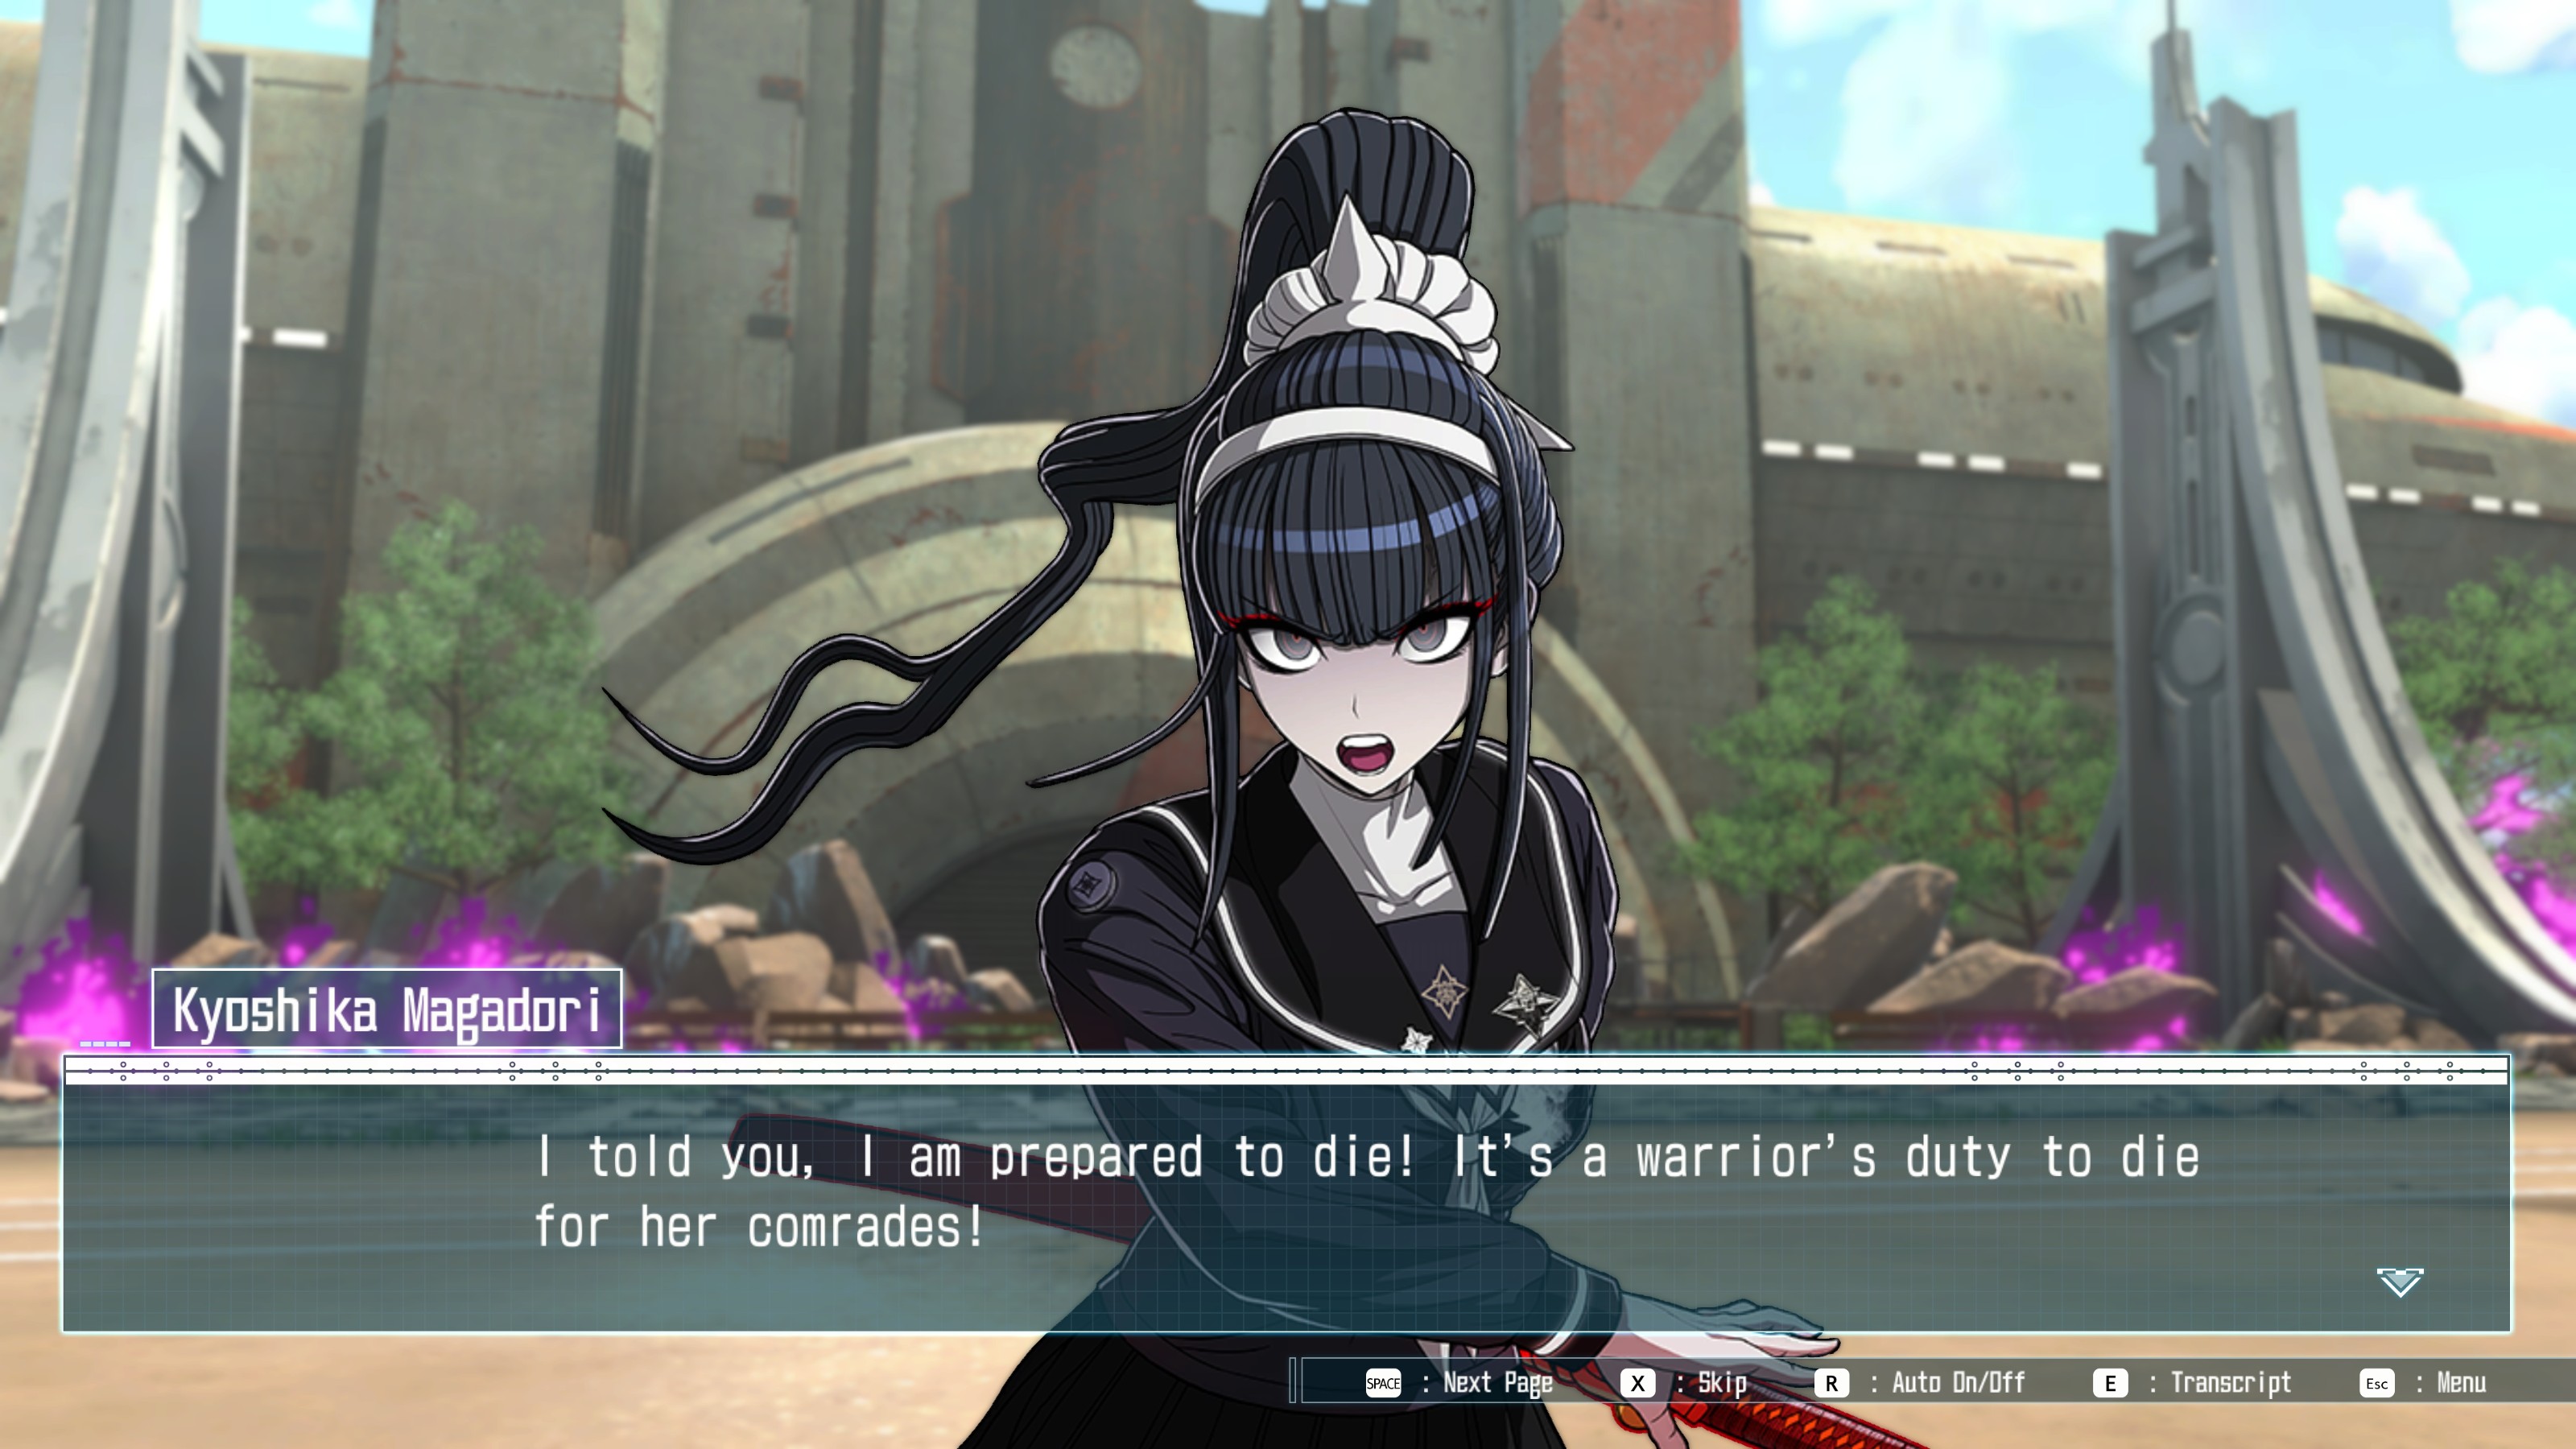 Kyoshika Magadori
I told you, I am prepared to die! It's a warrior's duty to die
for her comrades!
SPACE : Next Page X : Skip R : Auto On/Off E : Transcript Esc : Menu